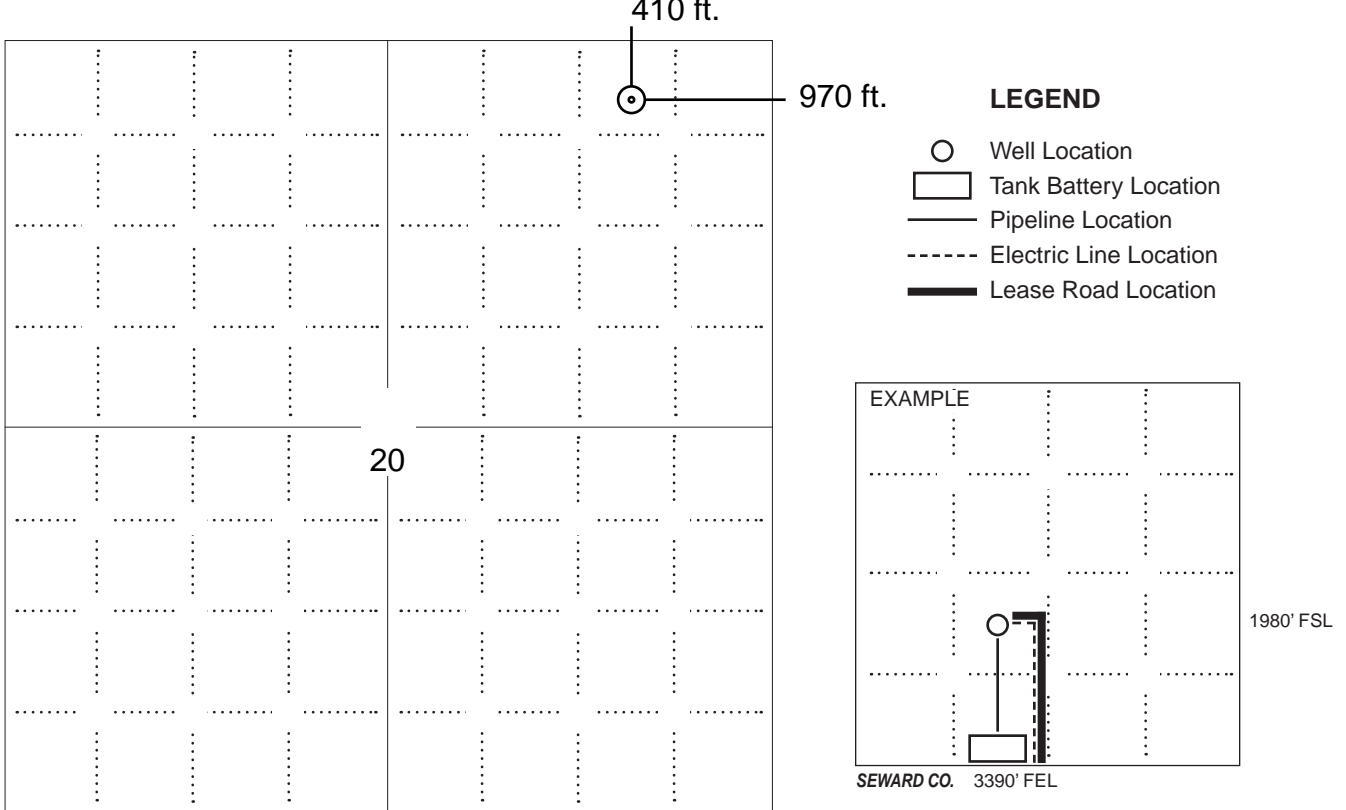 410 ft.
970 ft.
LEGEND
Well Location
Tank Battery Location
Pipeline Location
Electric Line Location
Lease Road Location
20
EXAMPLE
1980' FSL
SEWARD CO. 3390' FEL